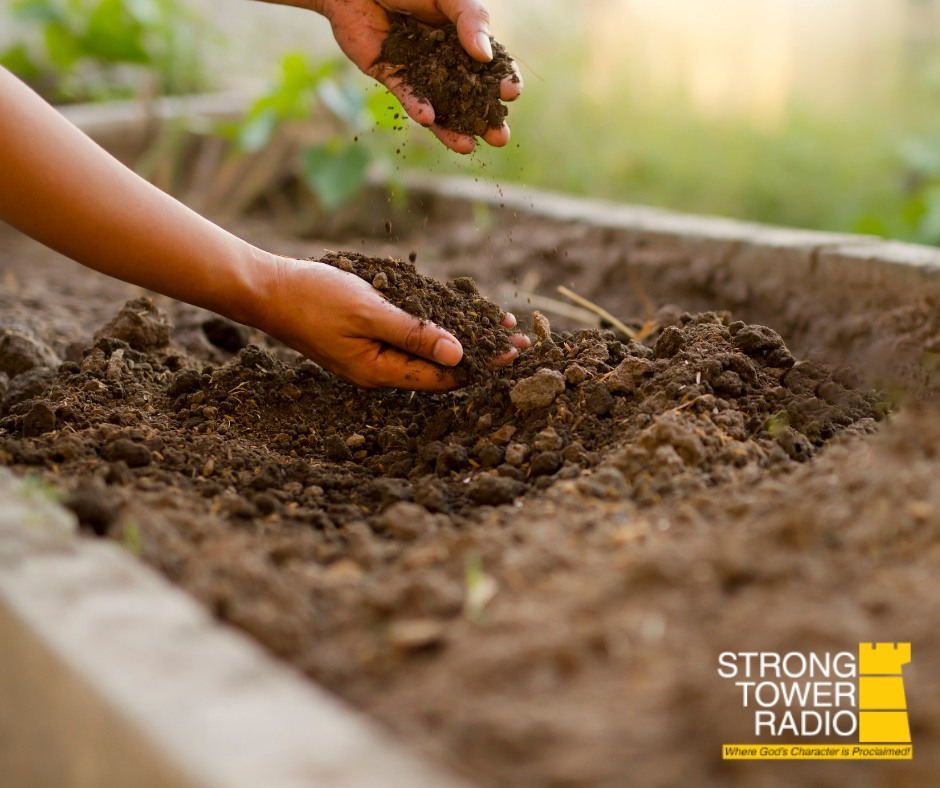 STRONG
TOWER
RADIO
Where God's Character is Proclaimed!